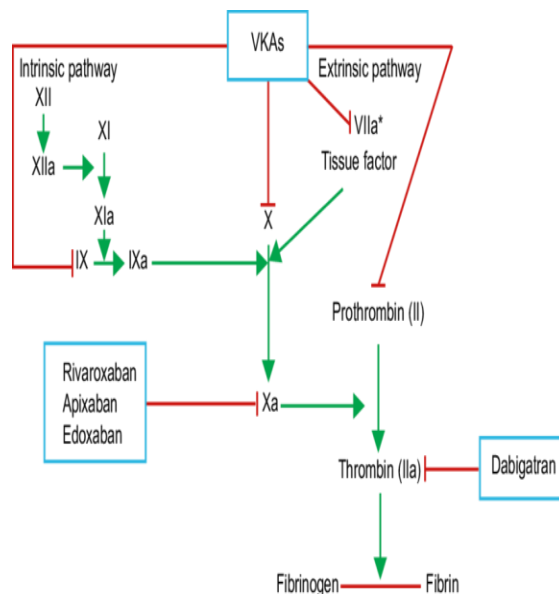 VKAs
Intrinsic pathway
Extrinsic pathway
XII
XI
VIIa*
XIIa
Tissue factor
XIa
X
IX
IXa
Prothrombin (II)
Rivaroxaban
Apixaban
Edoxaban
Xa
Thrombin (IIa)
Dabigatran
Fibrinogen
Fibrin